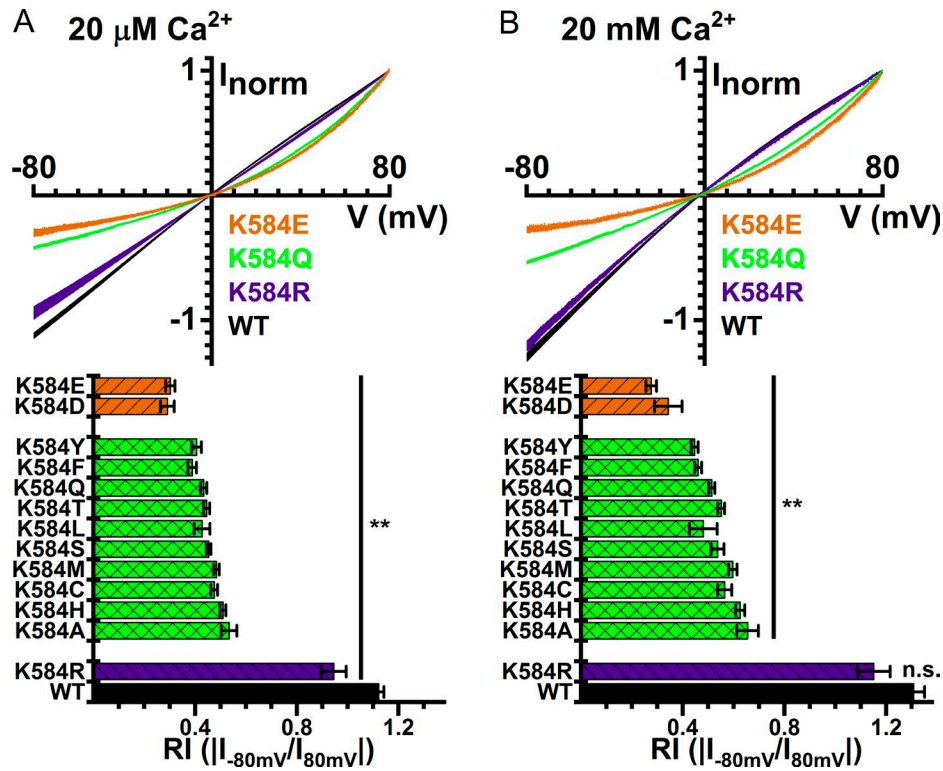 A 20 µM Ca2+
1
Inorm
-80
80
V (mV)
K584E
K584Q
K584R
WT
-1
K584E
K584D
K584Y
K584F
K584Q
K584T
K584L
K584S
K584M
K584C
K584H
K584A
K584R
WT
**
0.4 0.8 1.2
RI (|I-80mV/I80mV|)
B 20 mM Ca2+
1
Inorm
-80
80
V (mV)
K584E
K584Q
K584R
WT
-1
K584E
K584D
K584Y
K584F
K584Q
K584T
K584L
K584S
K584M
K584C
K584H
K584A
K584R
WT
**
n.s.
0.4 0.8 1.2
RI (|I-80mV/I80mV|)